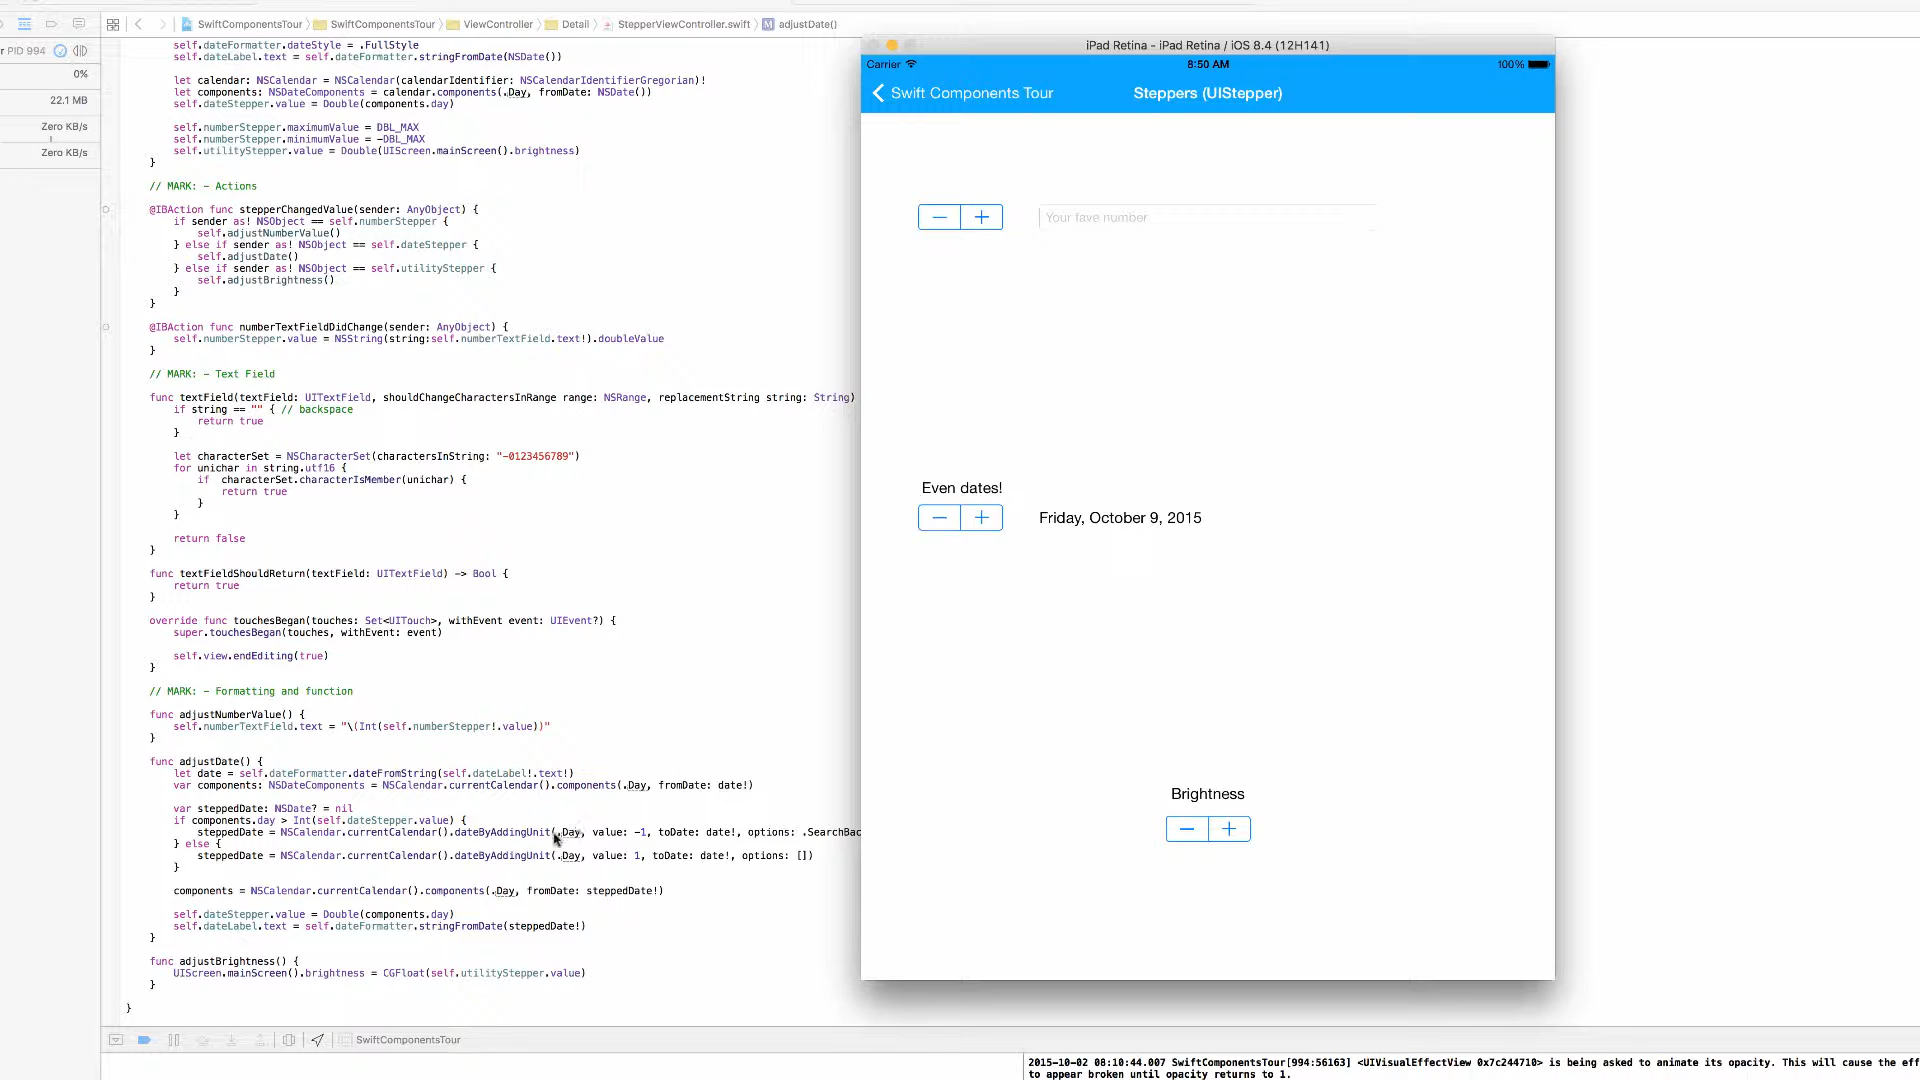 SwiftComponentsTour
SwiftComponentsTour
ViewController
Detail
StepperViewController.swift
M
adjustDate()
r PID 994
0%
22.1 MB
Zero KB/s
Zero KB/s
self.dateFormatter.dateStyle = .FullStyle
self.dateLabel.text = self.dateFormatter.stringFromDate(NSDate())
let calendar: NSCalendar = NSCalendar(calendarIdentifier: NSCalendarIdentifierGregorian)!
let components: NSDateComponents = calendar.components(.Day, fromDate: NSDate())
self.dateStepper.value = Double(components.day)
self.numberStepper.maximumValue = DBL_MAX
self.numberStepper.minimumValue = -DBL_MAX
self.utilityStepper.value = Double(UIScreen.mainScreen().brightness)
}
// MARK: - Actions
@IBAction func stepperChangedValue(sender: AnyObject) {
if sender as! NSObject == self.numberStepper {
self.adjustNumberValue()
} else if sender as! NSObject == self.dateStepper {
self.adjustDate()
} else if sender as! NSObject == self.utilityStepper {
self.adjustBrightness()
}
}
@IBAction func numberTextFieldDidChange(sender: AnyObject) {
self.numberStepper.value = NSString(string:self.numberTextField.text!).doubleValue
}
// MARK: - Text Field
func textField(textField: UITextField, shouldChangeCharactersInRange range: NSRange, replacementString string: String)
if string == "" { // backspace
return true
}
let characterSet = NSCharacterSet(charactersInString: "-0123456789")
for unichar in string.utf16 {
if  characterSet.characterIsMember(unichar) {
return true
}
}
return false
}
func textFieldShouldReturn(textField: UITextField) -> Bool {
return true
}
override func touchesBegan(touches: Set<UITouch>, withEvent event: UIEvent?) {
super.touchesBegan(touches, withEvent: event)
self.view.endEditing(true)
}
// MARK: - Formatting and function
func adjustNumberValue() {
self.numberTextField.text = "\(Int(self.numberStepper!.value))"
}
func adjustDate() {
let date = self.dateFormatter.dateFromString(self.dateLabel!.text!)
var components: NSDateComponents = NSCalendar.currentCalendar().components(.Day, fromDate: date!)
var steppedDate: NSDate? = nil
if components.day > Int(self.dateStepper.value) {
steppedDate = NSCalendar.currentCalendar().dateByAddingUnit(.Day, value: -1, toDate: date!, options: .SearchBac
} else {
steppedDate = NSCalendar.currentCalendar().dateByAddingUnit(.Day, value: 1, toDate: date!, options: [])
}
components = NSCalendar.currentCalendar().components(.Day, fromDate: steppedDate!)
self.dateStepper.value = Double(components.day)
self.dateLabel.text = self.dateFormatter.stringFromDate(steppedDate!)
}
func adjustBrightness() {
UIScreen.mainScreen().brightness = CGFloat(self.utilityStepper.value)
}
}
iPad Retina - iPad Retina / iOS 8.4 (12H141)
Carrier
8:50 AM
100%
Swift Components Tour
Steppers (UIStepper)
Your fave number
Even dates!
Friday, October 9, 2015
Brightness
SwiftComponentsTour
2015-10-02 08:10:44.007 SwiftComponentsTour[994:56163] <UIVisualEffectView 0x7c244710> is being asked to animate its opacity. This will cause the eff
to appear broken until opacity returns to 1.